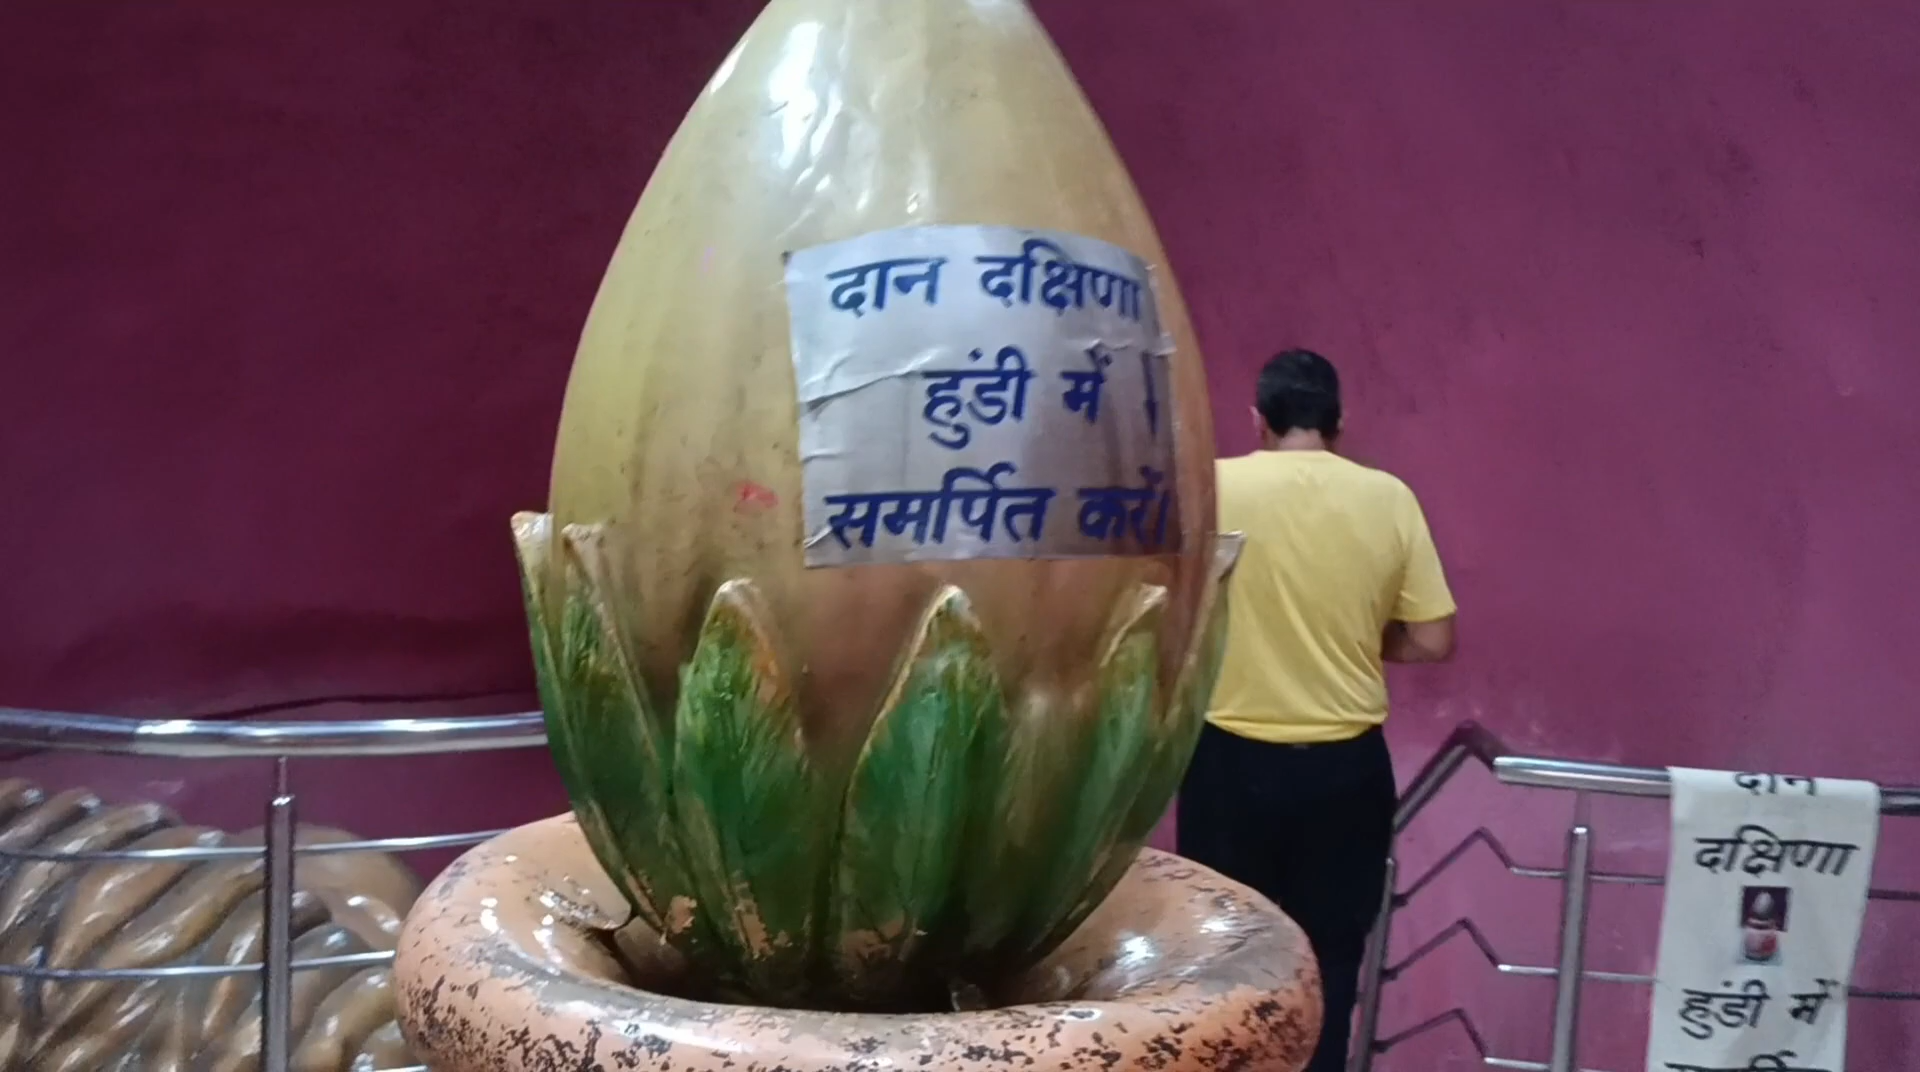 दान दक्षिणा
हुंडी में
समर्पित करें।
दान
दक्षिणा
हुंडी में